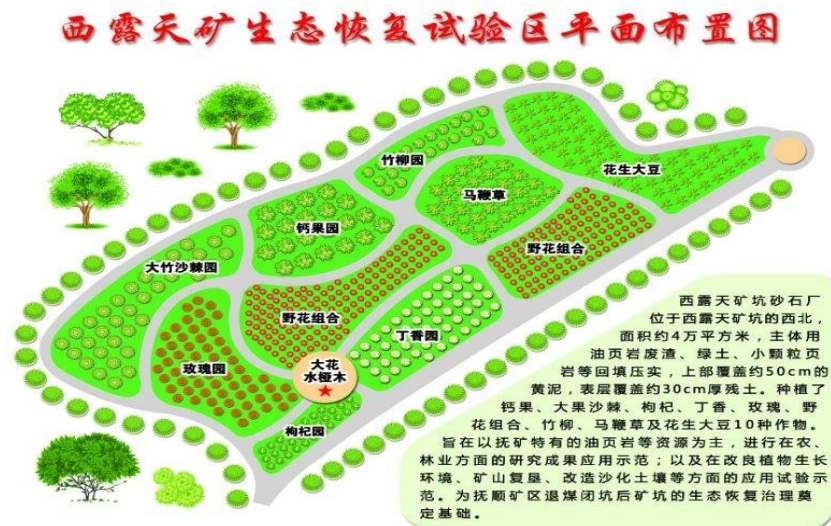 西露天矿生态恢复试验区平面布置图
竹柳园
花生大豆
马鞭草
钙果园
野花组合
大竹沙棘园
野花组合
丁香园
玫瑰园
大花
水桠木
枸杞园
西露天矿坑砂石厂
位于西露天矿坑的西北，
面积约4万平方米，主体用
油页岩废渣、绿土、小颗粒页
岩等回填压实，上部覆盖约50cm的
黄泥，表层覆盖约30cm厚残土。种植了
钙果、大果沙棘、枸杞、丁香、玫瑰、野
花组合、竹柳、马鞭草及花生大豆10种作物。
旨在以抚矿特有的油页岩等资源为主，进行在农、
林业方面的研究成果应用示范；以及在改良植物生长
环境、矿山复垦、改造沙化土壤等方面的应用试验示
范。为抚顺矿区退煤闭坑后矿坑的生态恢复治理奠
定基础。